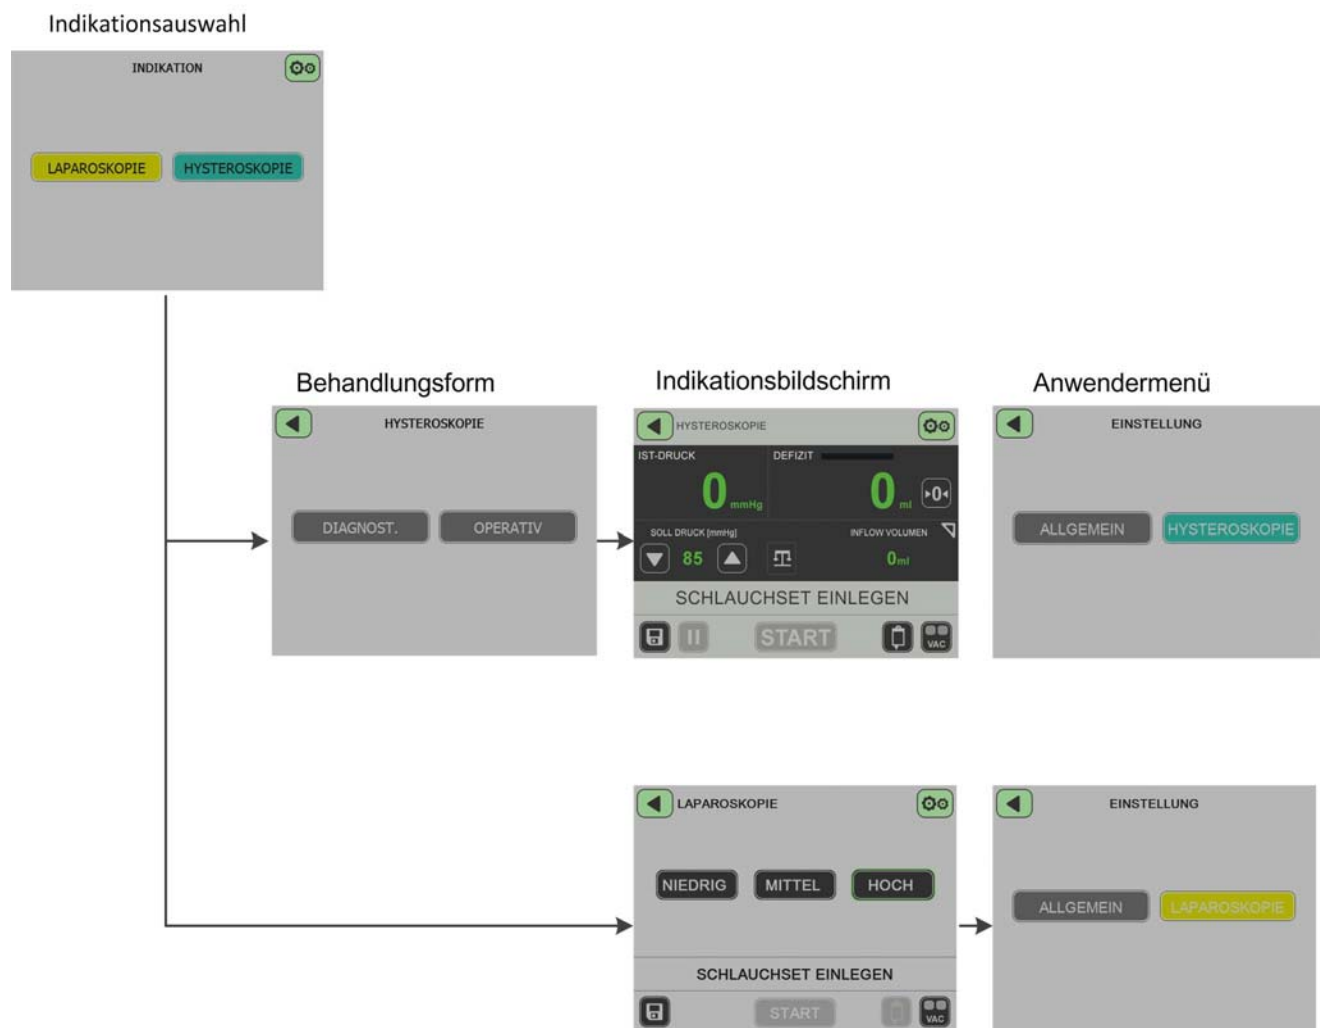 Indikationsauswahl
INDIKATION
LAPAROSKOPIE HYSTEROSKOPIE
Behandlungsform
HYSTEROSKOPIE
DIAGNOST. OPERATIV
Indikationsbildschirm
HYSTEROSKOPIE
IST-DRUCK DEFIZIT
0 mmHg 0 ml ▸0◂
SOLL DRUCK [mmHg] INFLOW VOLUMEN
85 0ml
SCHLAUCHSET EINLEGEN
START VAC
Anwendermenü
EINSTELLUNG
ALLGEMEIN HYSTEROSKOPIE
LAPAROSKOPIE
NIEDRIG MITTEL HOCH
SCHLAUCHSET EINLEGEN
START VAC
EINSTELLUNG
ALLGEMEIN LAPAROSKOPIE